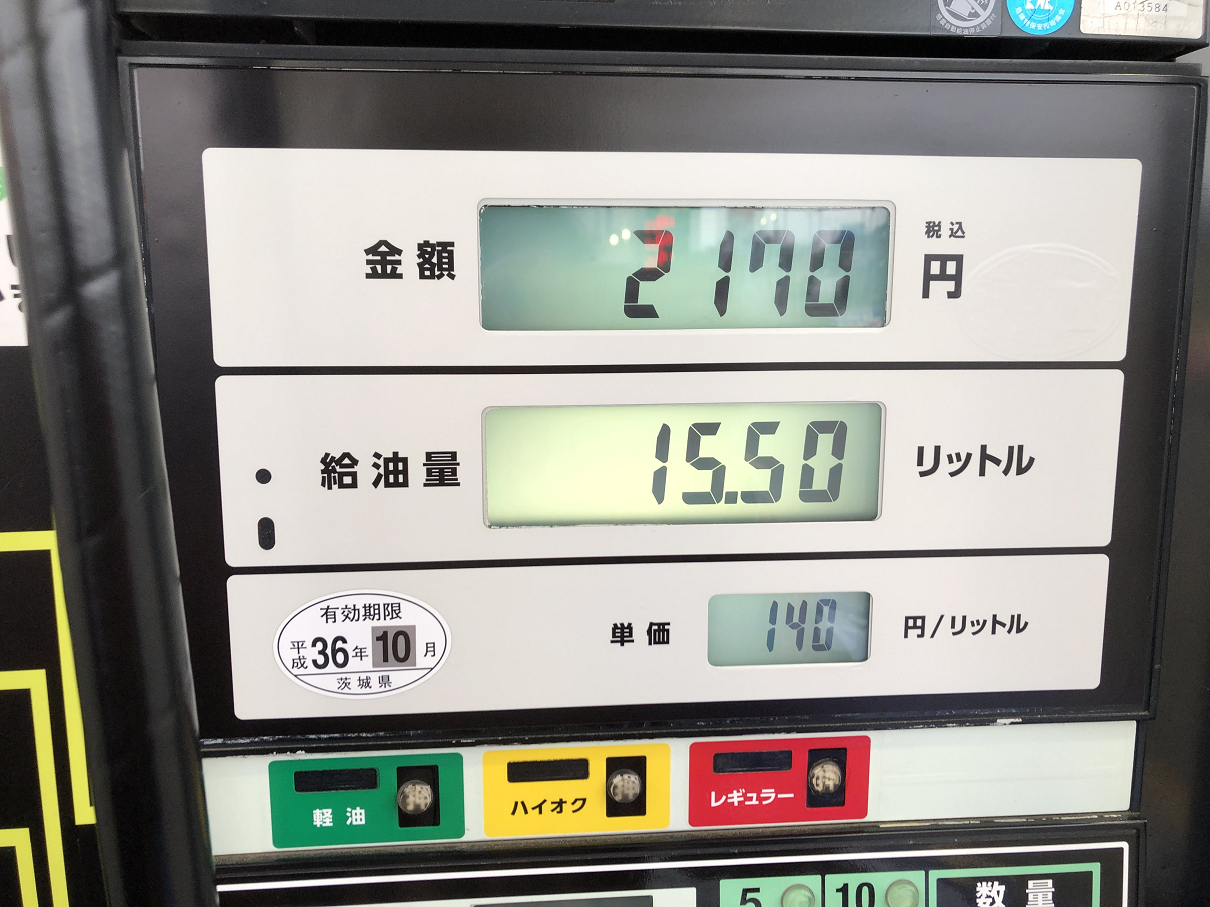 A013584
金額
2170
税込
円
給油量
15.50
リットル
有効期限
平成36年10月
茨城県
単価
140
円/リットル
軽油
ハイオク
レギュラー
5
10
数量